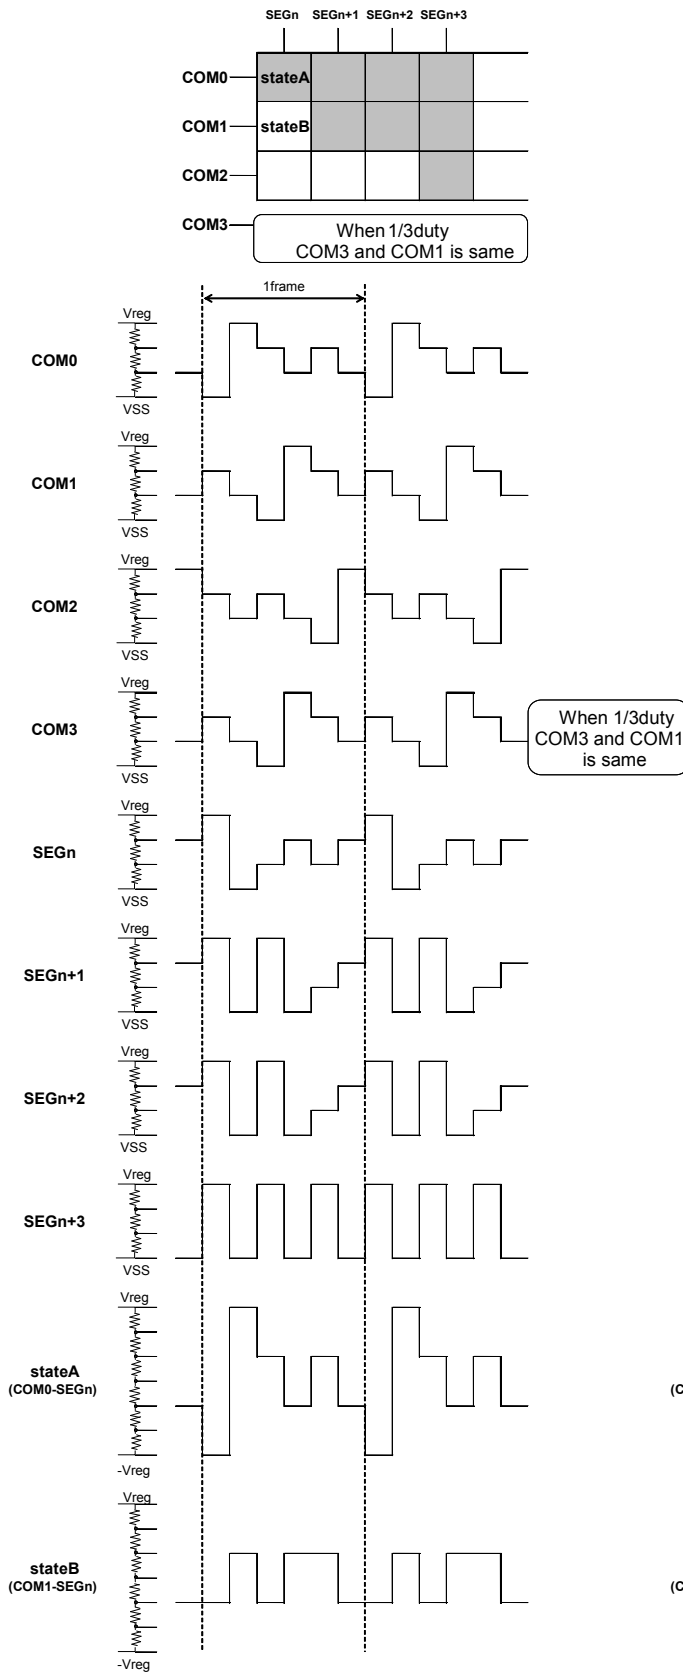 SEGn SEGn+1 SEGn+2 SEGn+3
COM0 stateA
COM1 stateB
COM2
COM3 When 1/3duty
COM3 and COM1 is same
1frame
Vreg
COM0
VSS
Vreg
COM1
VSS
Vreg
COM2
VSS
Vreg
COM3
VSS
When 1/3duty
COM3 and COM1
is same
Vreg
SEGn
VSS
Vreg
SEGn+1
VSS
Vreg
SEGn+2
VSS
Vreg
SEGn+3
VSS
Vreg
stateA
(COM0-SEGn)
(C
-Vreg
Vreg
stateB
(COM1-SEGn)
(C
-Vreg